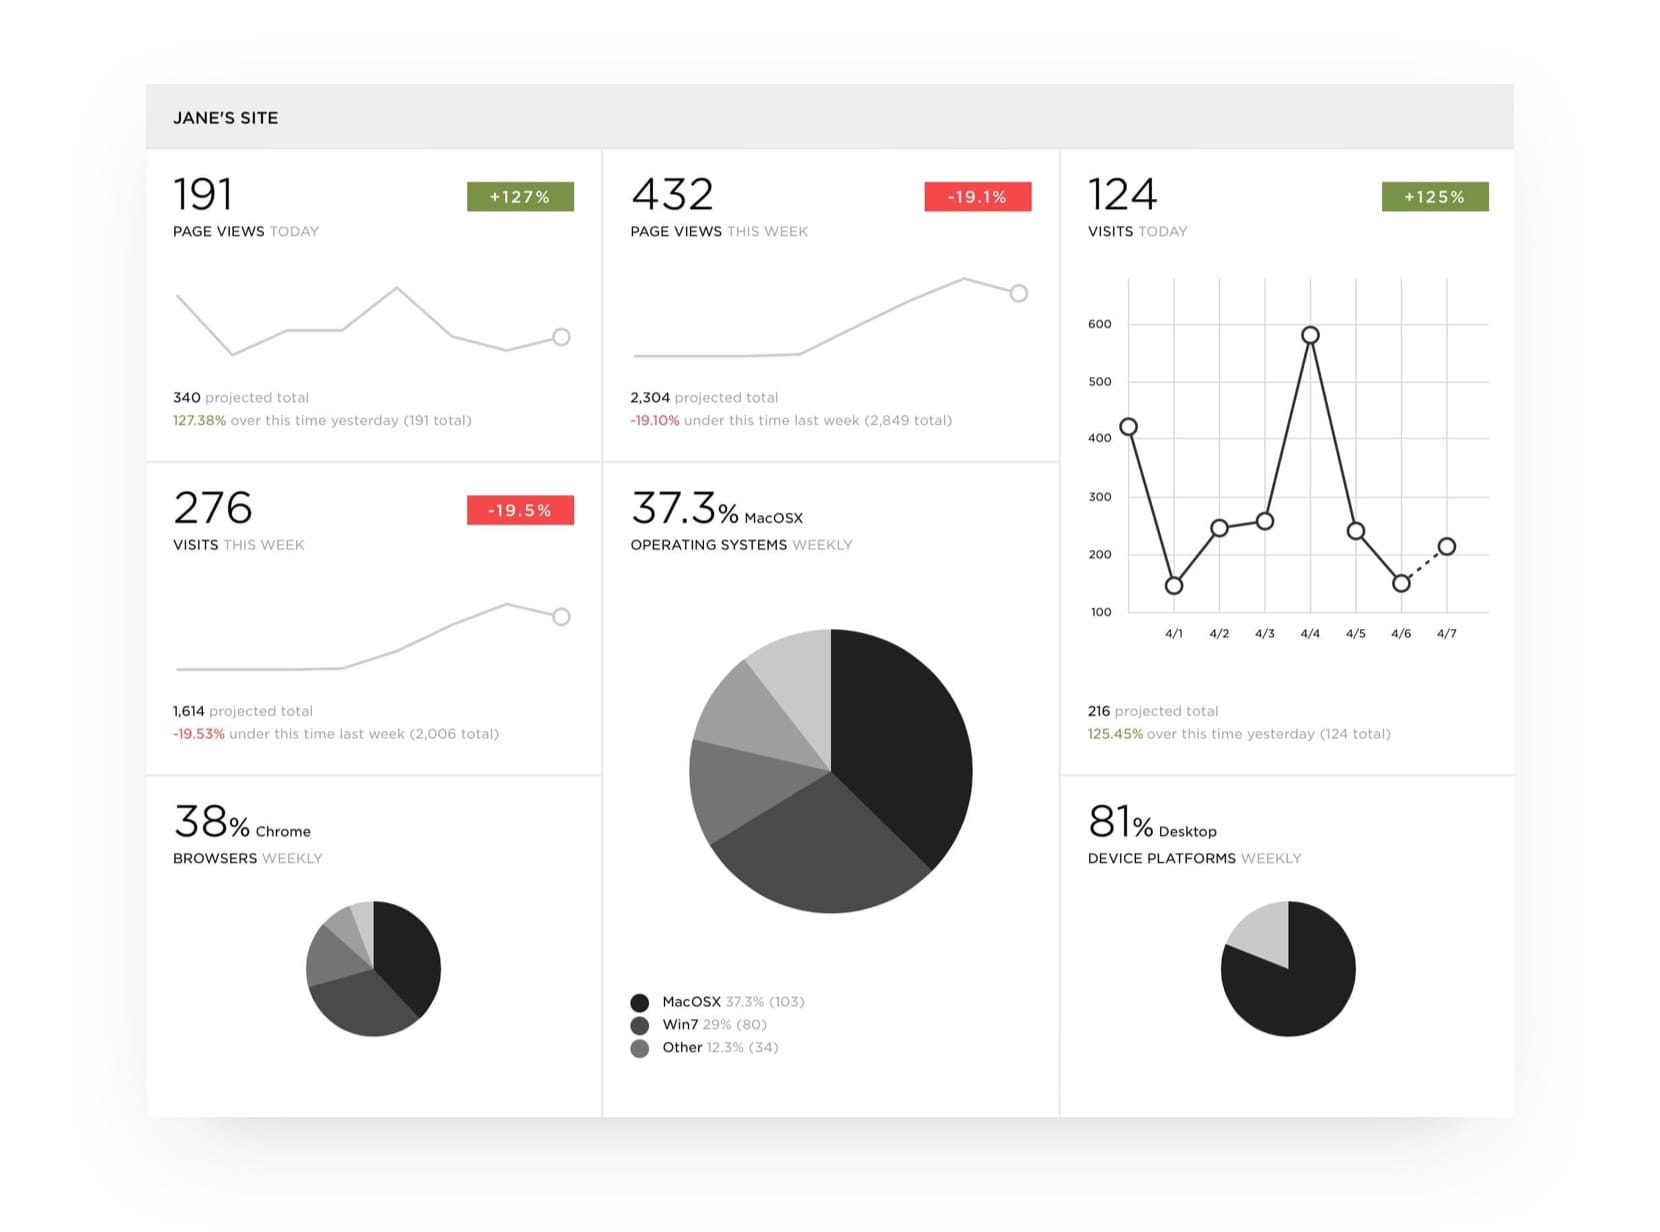 JANE'S SITE
191
+127%
PAGE VIEWS TODAY
340 projected total
127.38% over this time yesterday (191 total)
432
-19.1%
PAGE VIEWS THIS WEEK
2,304 projected total
-19.10% under this time last week (2,849 total)
124
+125%
VISITS TODAY
600
500
400
300
200
100
4/1 4/2 4/3 4/4 4/5 4/6 4/7
216 projected total
125.45% over this time yesterday (124 total)
276
-19.5%
VISITS THIS WEEK
1,614 projected total
-19.53% under this time last week (2,006 total)
37.3% MacOSX
OPERATING SYSTEMS WEEKLY
MacOSX 37.3% (103)
Win7 29% (80)
Other 12.3% (34)
38% Chrome
BROWSERS WEEKLY
81% Desktop
DEVICE PLATFORMS WEEKLY